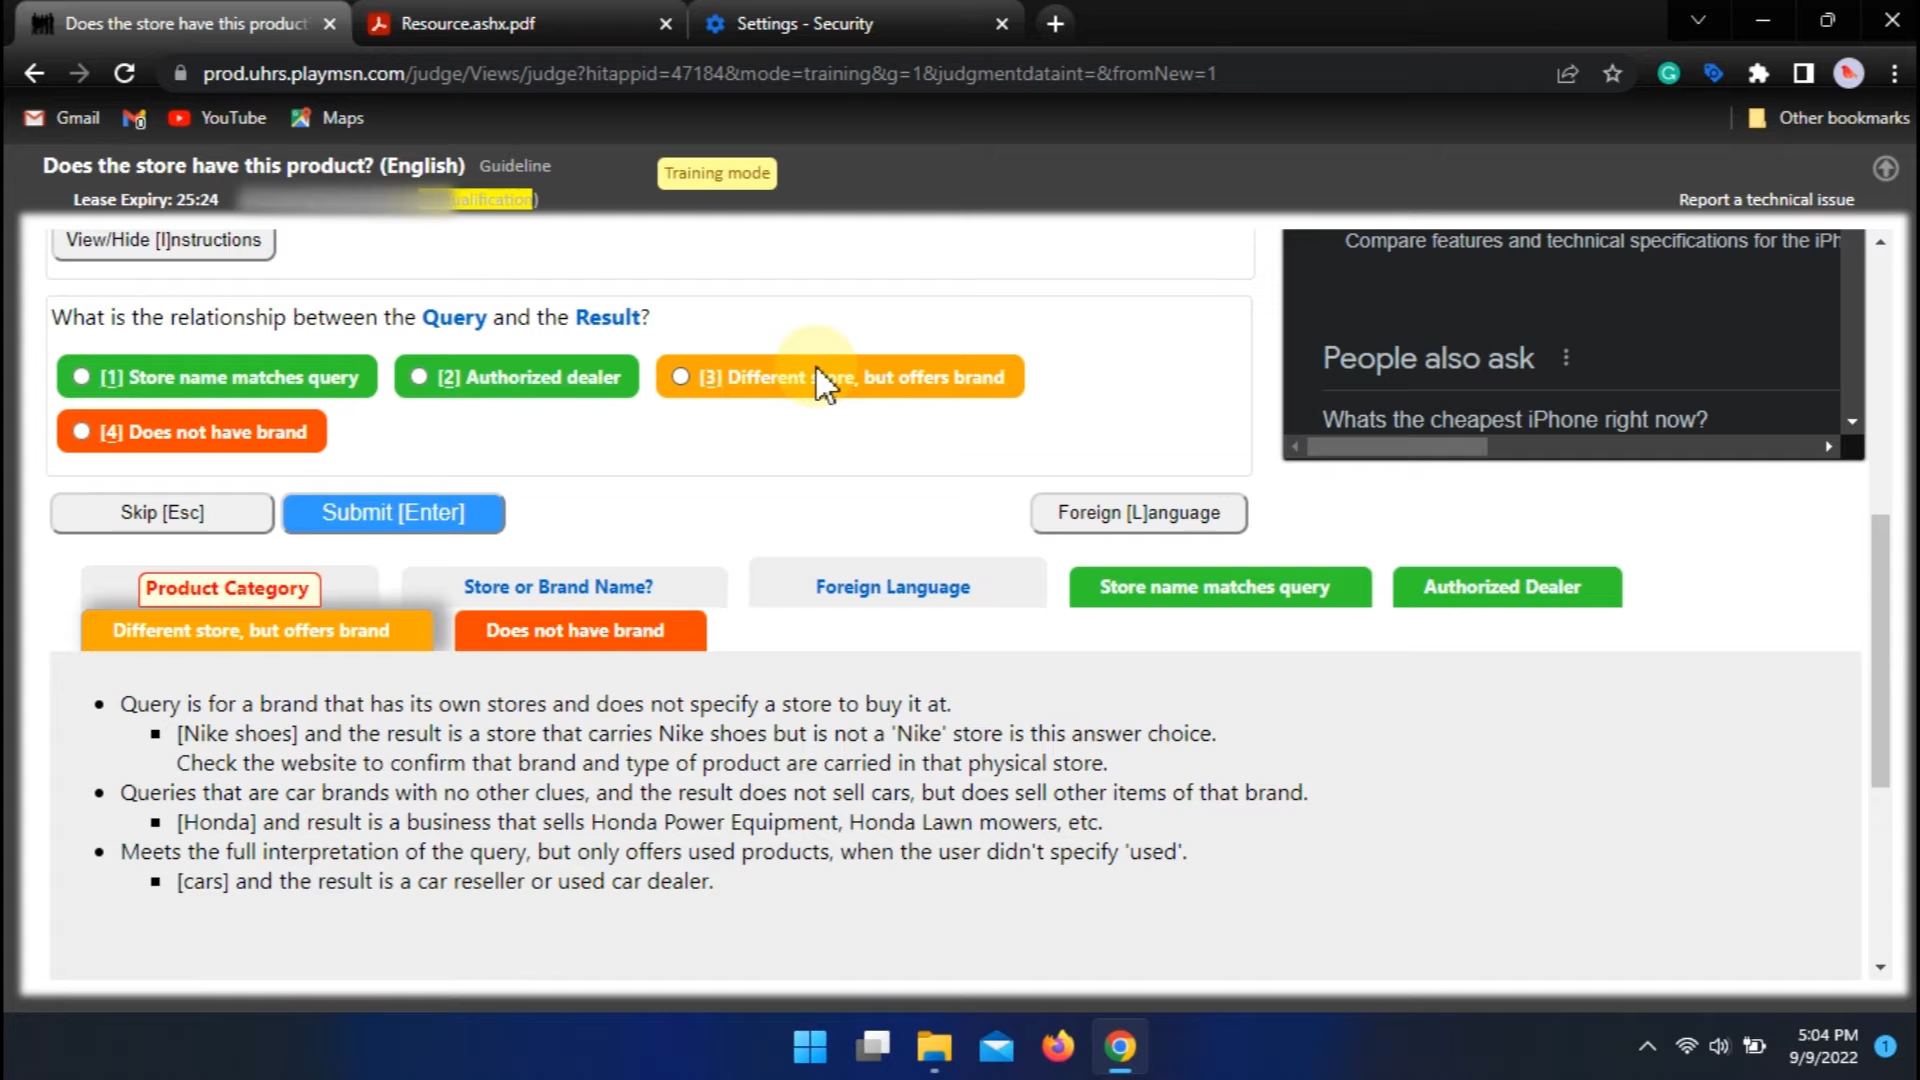 Does the store have this product
Resource.ashx.pdf
Settings - Security
prod.uhrs.playmsn.com/judge/Views/judge?hitappid=47184&mode=training&g=1&judgmentdataint=&fromNew=1
Gmail
YouTube
Maps
Other bookmarks
Does the store have this product? (English)
Guideline
Training mode
Lease Expiry: 25:24
Report a technical issue
View/Hide [I]nstructions
Compare features and technical specifications for the iPh
What is the relationship between the Query and the Result?
[1] Store name matches query
[2] Authorized dealer
[3] Different store, but offers brand
[4] Does not have brand
People also ask
Whats the cheapest iPhone right now?
Skip [Esc]
Submit [Enter]
Foreign [L]anguage
Product Category
Store or Brand Name?
Foreign Language
Store name matches query
Authorized Dealer
Different store, but offers brand
Does not have brand
Query is for a brand that has its own stores and does not specify a store to buy it at.
[Nike shoes] and the result is a store that carries Nike shoes but is not a 'Nike' store is this answer choice.
Check the website to confirm that brand and type of product are carried in that physical store.
Queries that are car brands with no other clues, and the result does not sell cars, but does sell other items of that brand.
[Honda] and result is a business that sells Honda Power Equipment, Honda Lawn mowers, etc.
Meets the full interpretation of the query, but only offers used products, when the user didn't specify 'used'.
[cars] and the result is a car reseller or used car dealer.
5:04 PM
9/9/2022
1